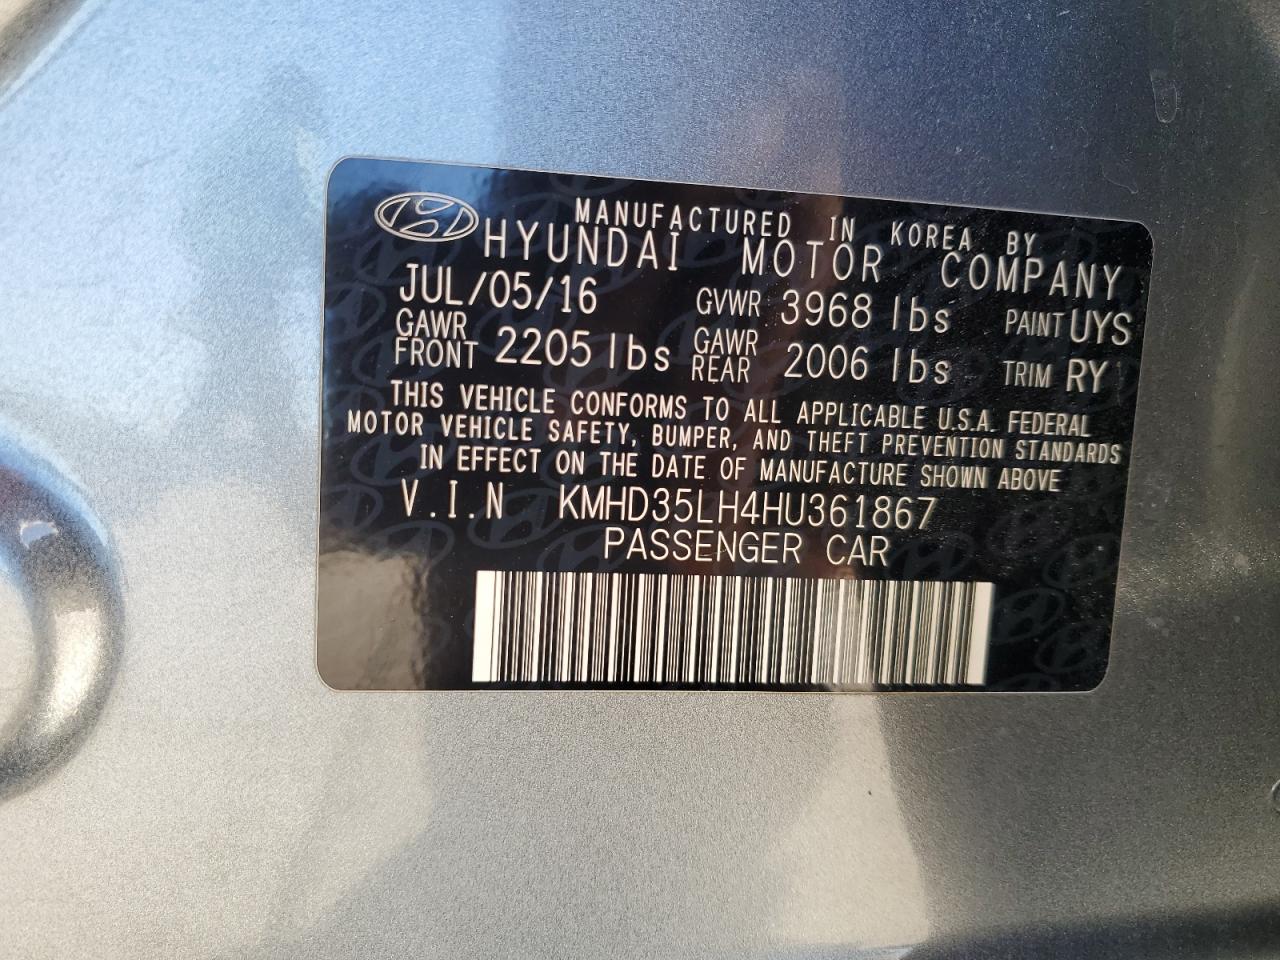 MANUFACTURED IN KOREA BY
HYUNDAI MOTOR COMPANY
JUL/05/16 GVWR 3968 lbs PAINT UYS
GAWR FRONT 2205 lbs GAWR REAR 2006 lbs TRIM RY
THIS VEHICLE CONFORMS TO ALL APPLICABLE U.S.A. FEDERAL
MOTOR VEHICLE SAFETY, BUMPER, AND THEFT PREVENTION STANDARDS
IN EFFECT ON THE DATE OF MANUFACTURE SHOWN ABOVE
V.I.N KMHD35LH4HU361867
PASSENGER CAR